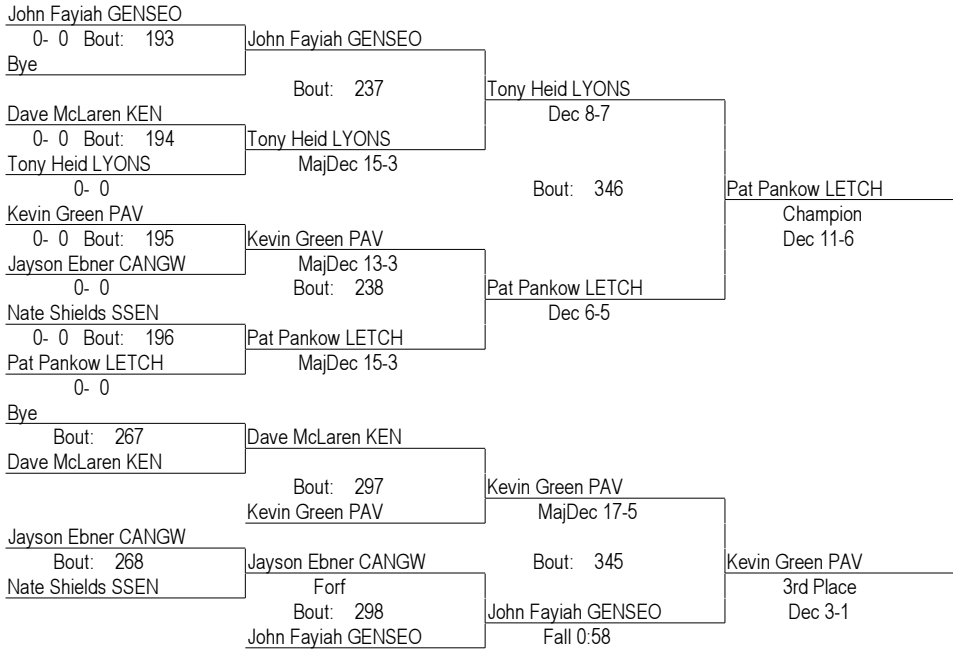 John Fayiah GENSEO
0- 0 Bout: 193 John Fayiah GENSEO
Bye
Bout: 237 Tony Heid LYONS
Dave McLaren KEN Dec 8-7
0- 0 Bout: 194 Tony Heid LYONS
Tony Heid LYONS MajDec 15-3
0- 0 Bout: 346 Pat Pankow LETCH
Kevin Green PAV Champion
0- 0 Bout: 195 Kevin Green PAV Dec 11-6
Jayson Ebner CANGW MajDec 13-3
0- 0 Bout: 238 Pat Pankow LETCH
Nate Shields SSEN Dec 6-5
0- 0 Bout: 196 Pat Pankow LETCH
Pat Pankow LETCH MajDec 15-3
0- 0
Bye
Bout: 267 Dave McLaren KEN
Dave McLaren KEN
Bout: 297 Kevin Green PAV
Kevin Green PAV MajDec 17-5
Jayson Ebner CANGW
Bout: 268 Jayson Ebner CANGW Bout: 345 Kevin Green PAV
Nate Shields SSEN Forf 3rd Place
Bout: 298 John Fayiah GENSEO Dec 3-1
John Fayiah GENSEO Fall 0:58